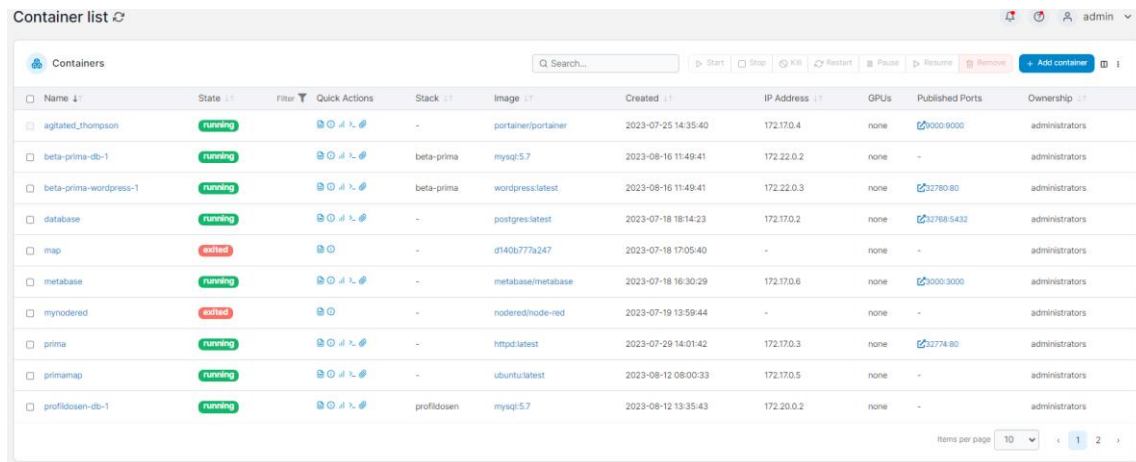 Container list
admin
Containers
Search...
Start Stop Kill Restart Pause Resume Remove + Add container
Name State Filter Quick Actions Stack Image Created IP Address GPUs Published Ports Ownership
agitated_thompson running - portainer/portainer 2023-07-25 14:35:40 172.17.0.4 none 9000:9000 administrators
beta-prima-db-1 running beta-prima mysql:5.7 2023-08-16 11:49:41 172.22.0.2 none - administrators
beta-prima-wordpress-1 running beta-prima wordpress:latest 2023-08-16 11:49:41 172.22.0.3 none 32780:80 administrators
database running - postgres:latest 2023-07-18 18:14:23 172.17.0.2 none 32768:5432 administrators
map exited - d140b777a247 2023-07-18 17:05:40 - none - administrators
metabase running - metabase/metabase 2023-07-18 16:30:29 172.17.0.6 none 3000:3000 administrators
mynodered exited - nodered/node-red 2023-07-19 13:59:44 - none - administrators
prima running - httpd:latest 2023-07-29 14:01:42 172.17.0.3 none 32774:80 administrators
primamap running - ubuntu:latest 2023-08-12 08:00:33 172.17.0.5 none - administrators
profildosen-db-1 running profildosen mysql:5.7 2023-08-12 13:35:43 172.20.0.2 none - administrators
Items per page 10 1 2